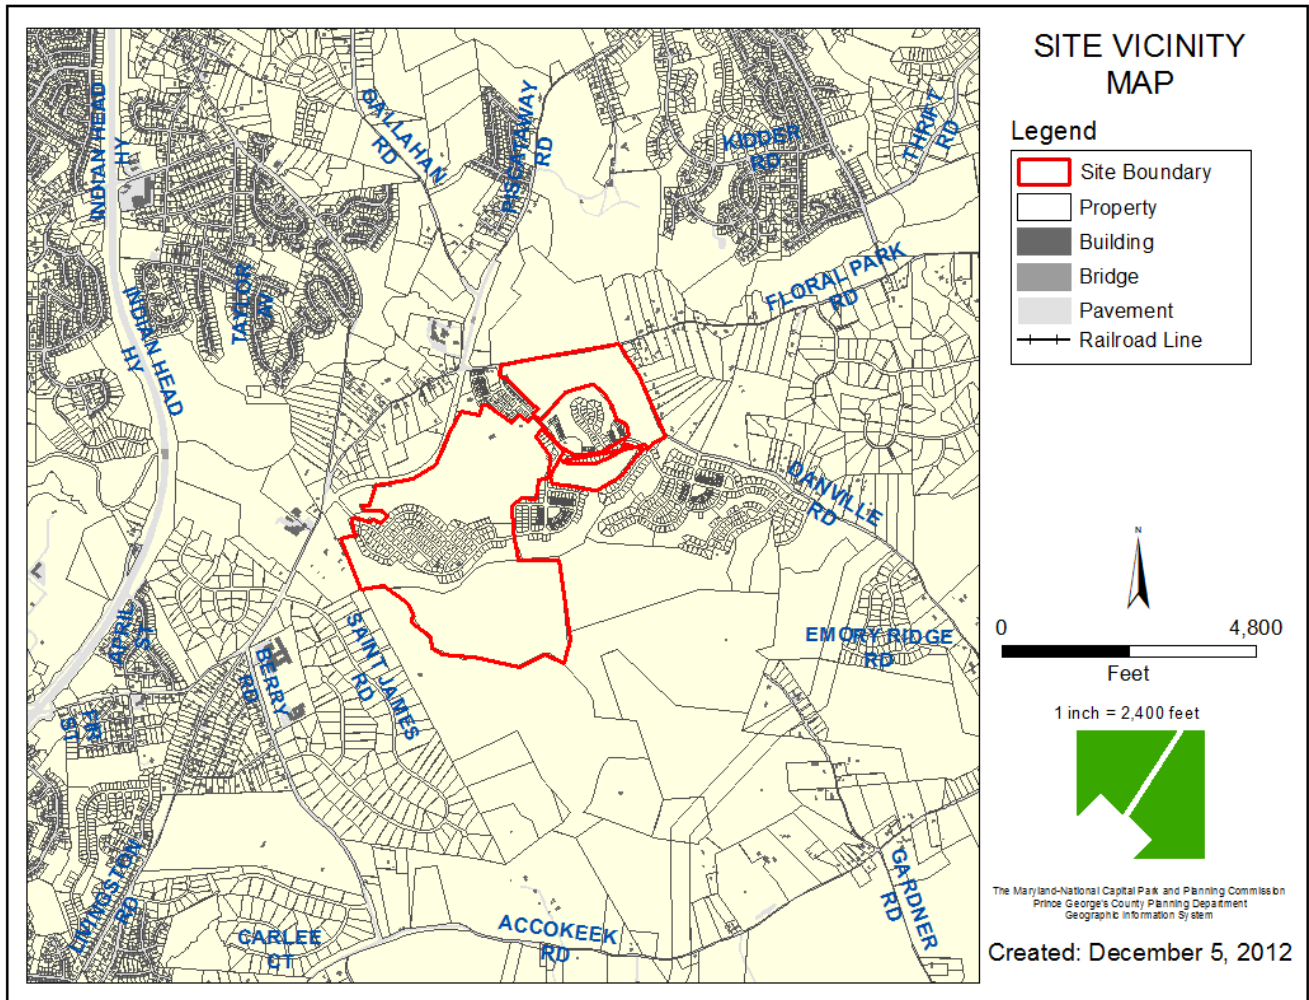 SITE VICINITY
MAP
Legend
Site Boundary
Property
Building
Bridge
Pavement
Railroad Line
N
0 4,800
Feet
1 inch = 2,400 feet
The Maryland-National Capital Park and Planning Commission
Prince George's County Planning Department
Geographic Information System
Created: December 5, 2012
INDIAN HEAD
HY
GALLAHAN
RD
PISCATAWAY
RD
KIDDER
RD
THRIFT
RD
INDIAN HEAD
HY
TAYLOR
AV
FLORAL PARK
RD
DANVILLE
RD
APRIL
ST
SAINT JAMES
RD
BERRY
RD
EMORY RIDGE
RD
FIR
ST
LIVINGSTON
RD
CARLEE
CT
ACCOKEEK
RD
GARDNER
RD